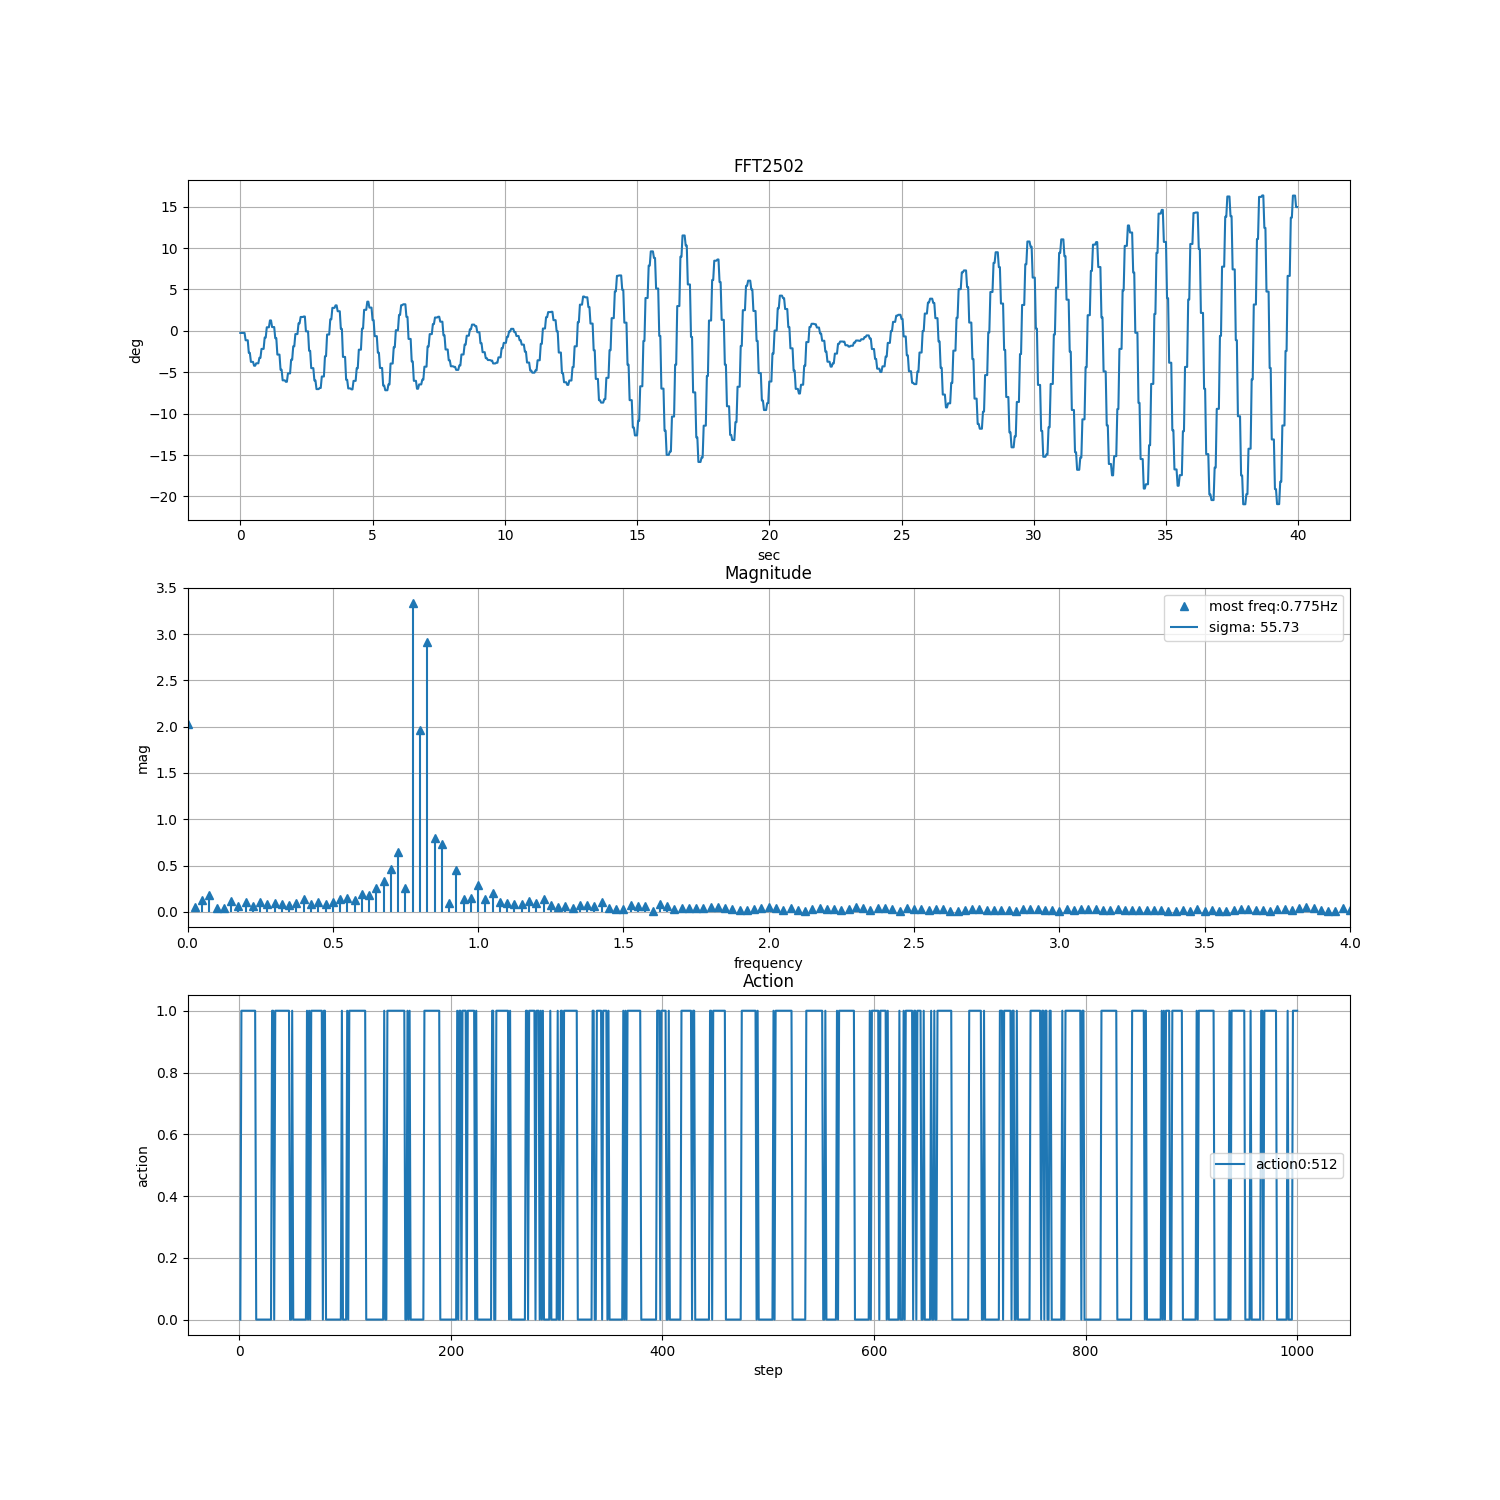 FFT2502
15
10
5
0
−5
−10
−15
−20
deg
0 5 10 15 20 25 30 35 40
sec
Magnitude
3.5
3.0
2.5
2.0
1.5
1.0
0.5
0.0
mag
most freq:0.775Hz
sigma: 55.73
0.0 0.5 1.0 1.5 2.0 2.5 3.0 3.5 4.0
frequency
Action
1.0
0.8
0.6
0.4
0.2
0.0
action
action0:512
0 200 400 600 800 1000
step